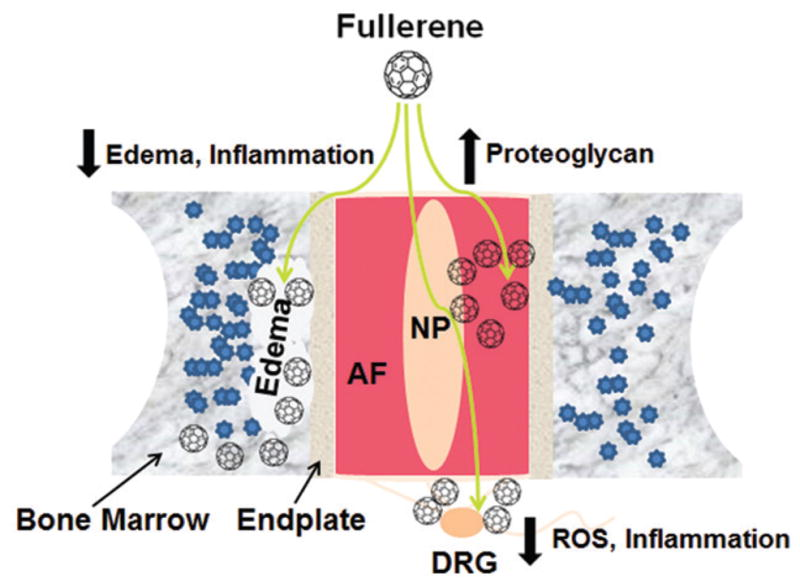 Fullerene
Edema, Inflammation
Proteoglycan
Edema
NP
AF
Bone Marrow
Endplate
DRG
ROS, Inflammation